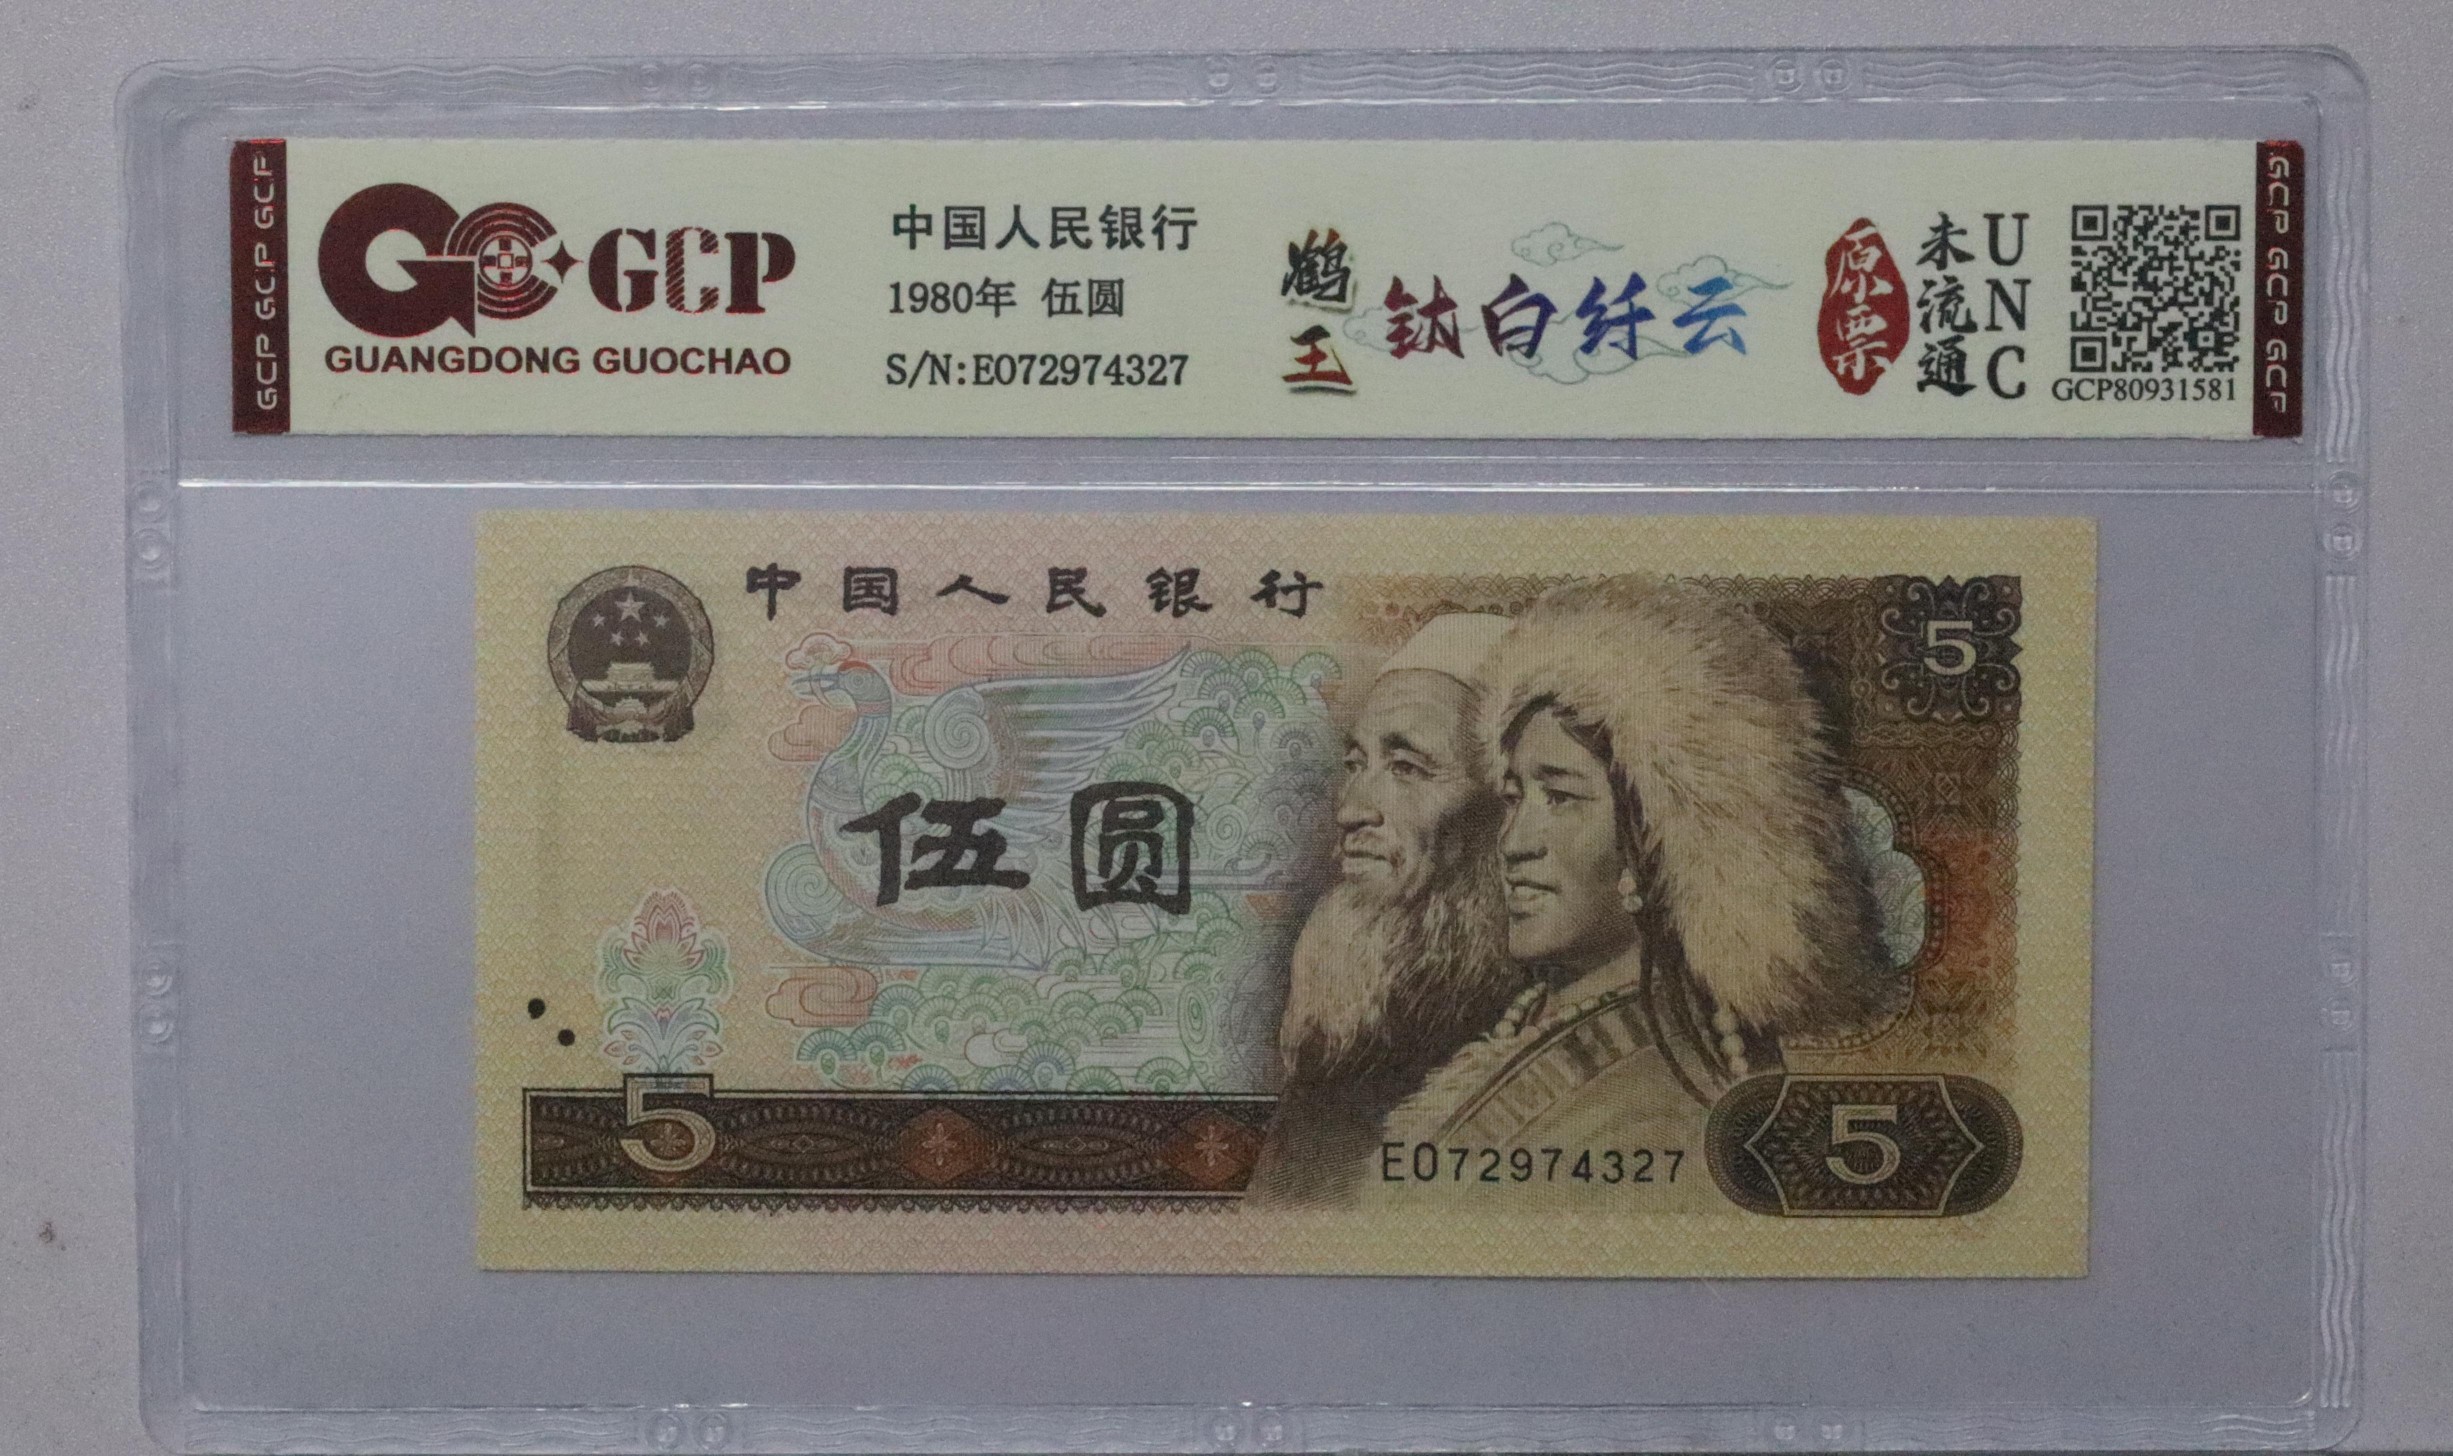 GCP GCP GCP
GCP
GUANGDONG GUOCHAO
中国人民银行
1980年 伍圆
S/N:EO72974327
鹤王
钛白纤云
原票
未流通
UNC
GCP80931581
GCP GCP GCP
中国人民银行
5
伍圆
5
EO72974327
5